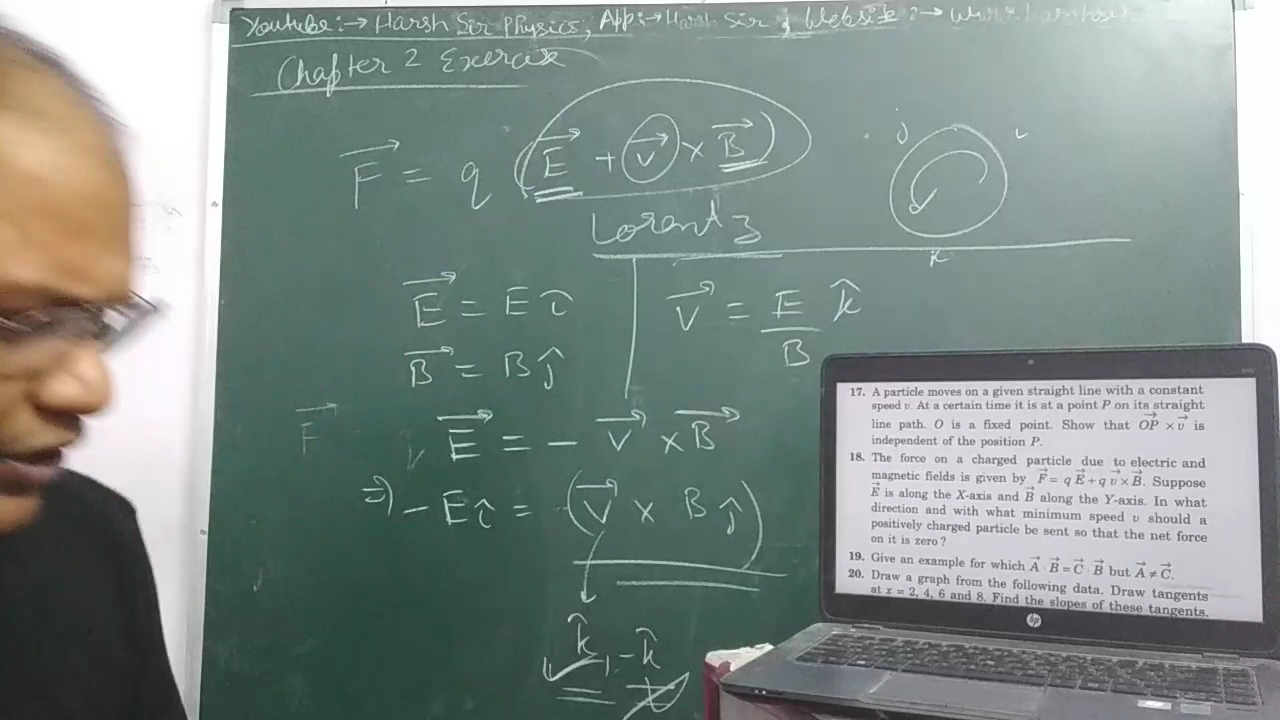 Youtube:→ Harsh Sir Physics, App:→ Harsh Sir, Website:→
Chapter 2 Exercise
F⃗ = q (E⃗ + v⃗ × B⃗)
Lorentz
j i
k
E⃗ = E î
v⃗ = E/B k̂
B⃗ = B ĵ
F⃗
E⃗ = - v⃗ × B⃗
⇒) - E î = (v⃗ × B ĵ)
k̂, -k̂
17. A particle moves on a given straight line with a constant
speed v. At a certain time it is at a point P on its straight
line path. O is a fixed point. Show that OP⃗ × v⃗ is
independent of the position P.
18. The force on a charged particle due to electric and
magnetic fields is given by F⃗ = q E⃗ + q v⃗ × B⃗. Suppose
E⃗ is along the X-axis and B⃗ along the Y-axis. In what
direction and with what minimum speed v should a
positively charged particle be sent so that the net force
on it is zero ?
19. Give an example for which A⃗ · B⃗ = C⃗ · B⃗ but A⃗ ≠ C⃗.
20. Draw a graph from the following data. Draw tangents
at x = 2, 4, 6 and 8. Find the slopes of these tangents.
hp